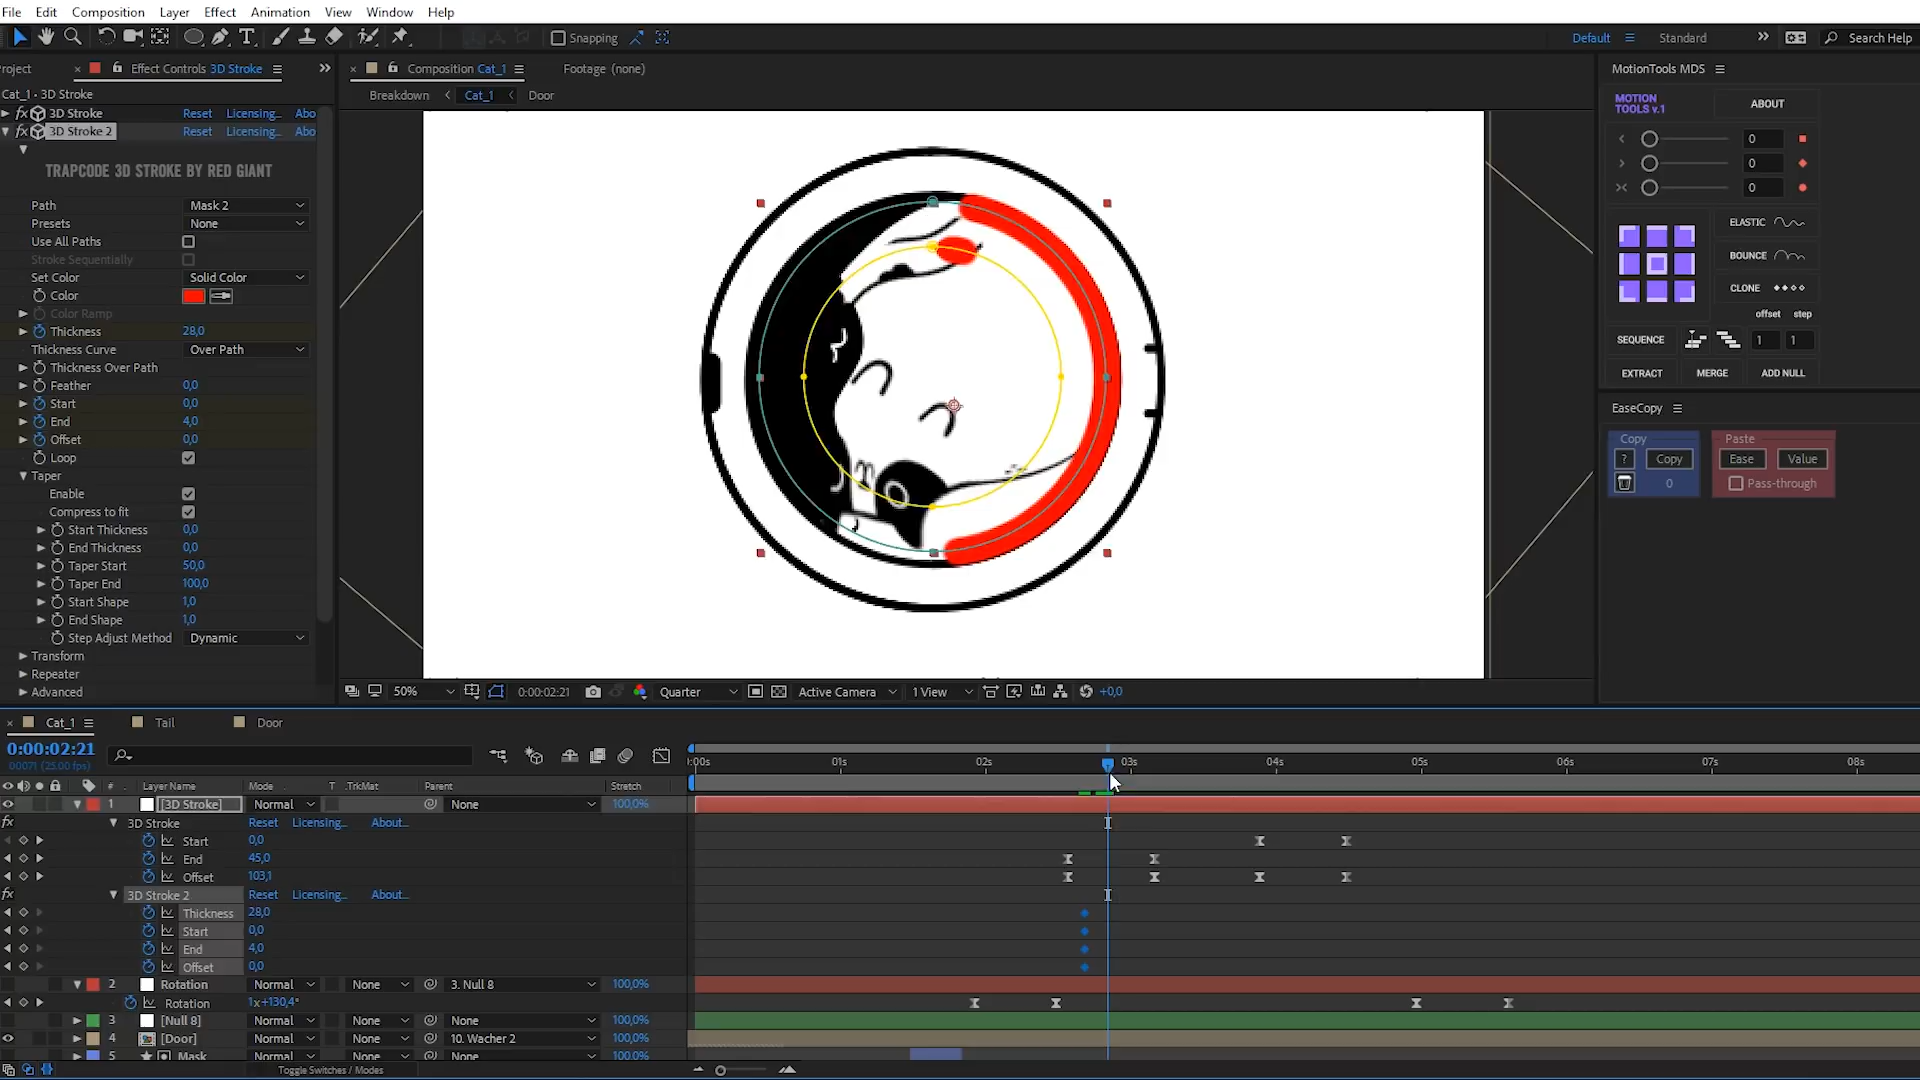 File Edit Composition Layer Effect Animation View Window Help
Snapping Default Standard Search Help
roject Effect Controls 3D Stroke Composition Cat_1 Footage (none) MotionTools MDS
Cat_1 • 3D Stroke Breakdown Cat_1 Door
MOTION TOOLS v.1 ABOUT
fx 3D Stroke Reset Licensing... Abo
fx 3D Stroke 2 Reset Licensing... Abo
TRAPCODE 3D STROKE BY RED GIANT
Path Mask 2
Presets None
Use All Paths
Stroke Sequentially
Set Color Solid Color
Color
Color Ramp
Thickness 28,0
Thickness Curve Over Path
Thickness Over Path
Feather 0,0
Start 0,0
End 4,0
Offset 0,0
Loop
Taper
Enable
Compress to fit
Start Thickness 0,0
End Thickness 0,0
Taper Start 50,0
Taper End 100,0
Start Shape 1,0
End Shape 1,0
Step Adjust Method Dynamic
Transform
Repeater
Advanced
0
0
0
ELASTIC
BOUNCE
CLONE
offset step
SEQUENCE 1 1
EXTRACT MERGE ADD NULL
EaseCopy
Copy Paste
? Copy Ease Value
0 Pass-through
50% 0:00:02:21 Quarter Active Camera 1 View +0,0
Cat_1 Tail Door
0:00:02:21
00071 (25.00 fps)
:00s 01s 02s 03s 04s 05s 06s 07s 08s
# Layer Name Mode T .TrkMat Parent Stretch
1 [3D Stroke] Normal None 100,0%
fx 3D Stroke Reset Licensing... About...
Start 0,0
End 45,0
Offset 103,1
fx 3D Stroke 2 Reset Licensing... About...
Thickness 28,0
Start 0,0
End 4,0
Offset 0,0
2 Rotation Normal None 3. Null 8 100,0%
Rotation 1x+130,4°
3 [Null 8] Normal None None 100,0%
4 [Door] Normal None 10. Wacher 2 100,0%
5 Mask Normal None None 100,0%
Toggle Switches / Modes